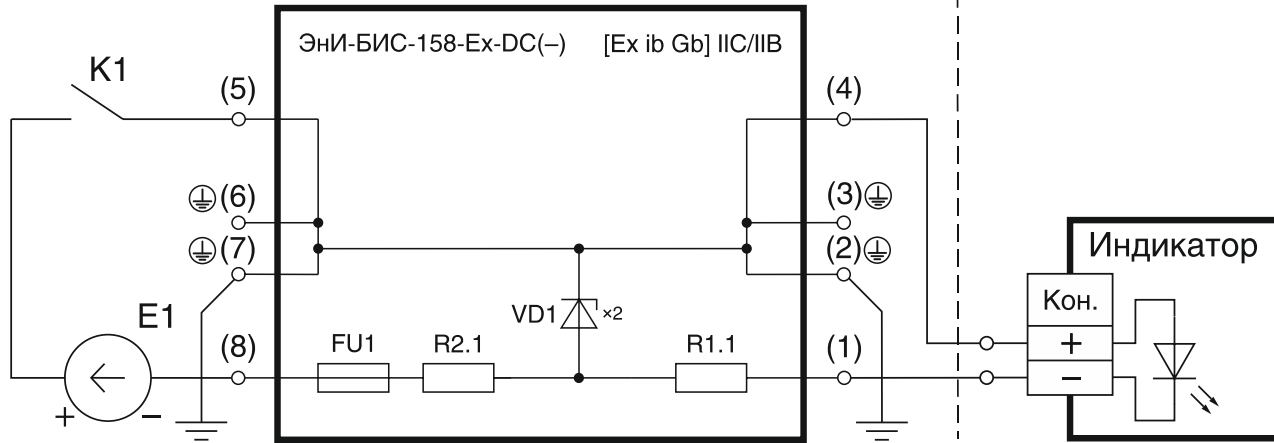 ЭнИ-БИС-158-Ex-DC(–) [Ex ib Gb] IIC/IIB
K1
(5)
(4)
(6)
(3)
(7)
(2)
Индикатор
Кон.
E1
VD1
×2
+
(8)
FU1
R2.1
R1.1
(1)
–
+
–